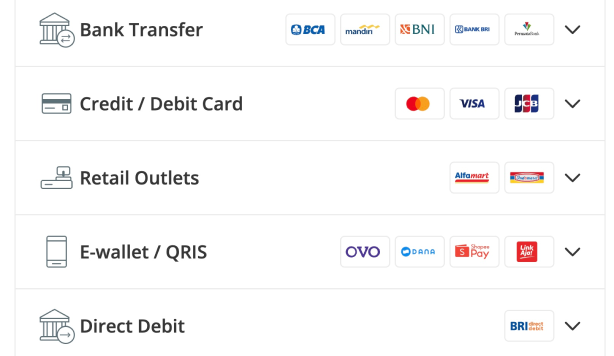 Bank Transfer
BCA
mandiri
BNI
BANK BRI
PermataBank
Credit / Debit Card
VISA
JCB
Retail Outlets
Alfamart
Indomaret
E-wallet / QRIS
OVO
DANA
S Shopee Pay
Link Aja!
Direct Debit
BRI direct debit